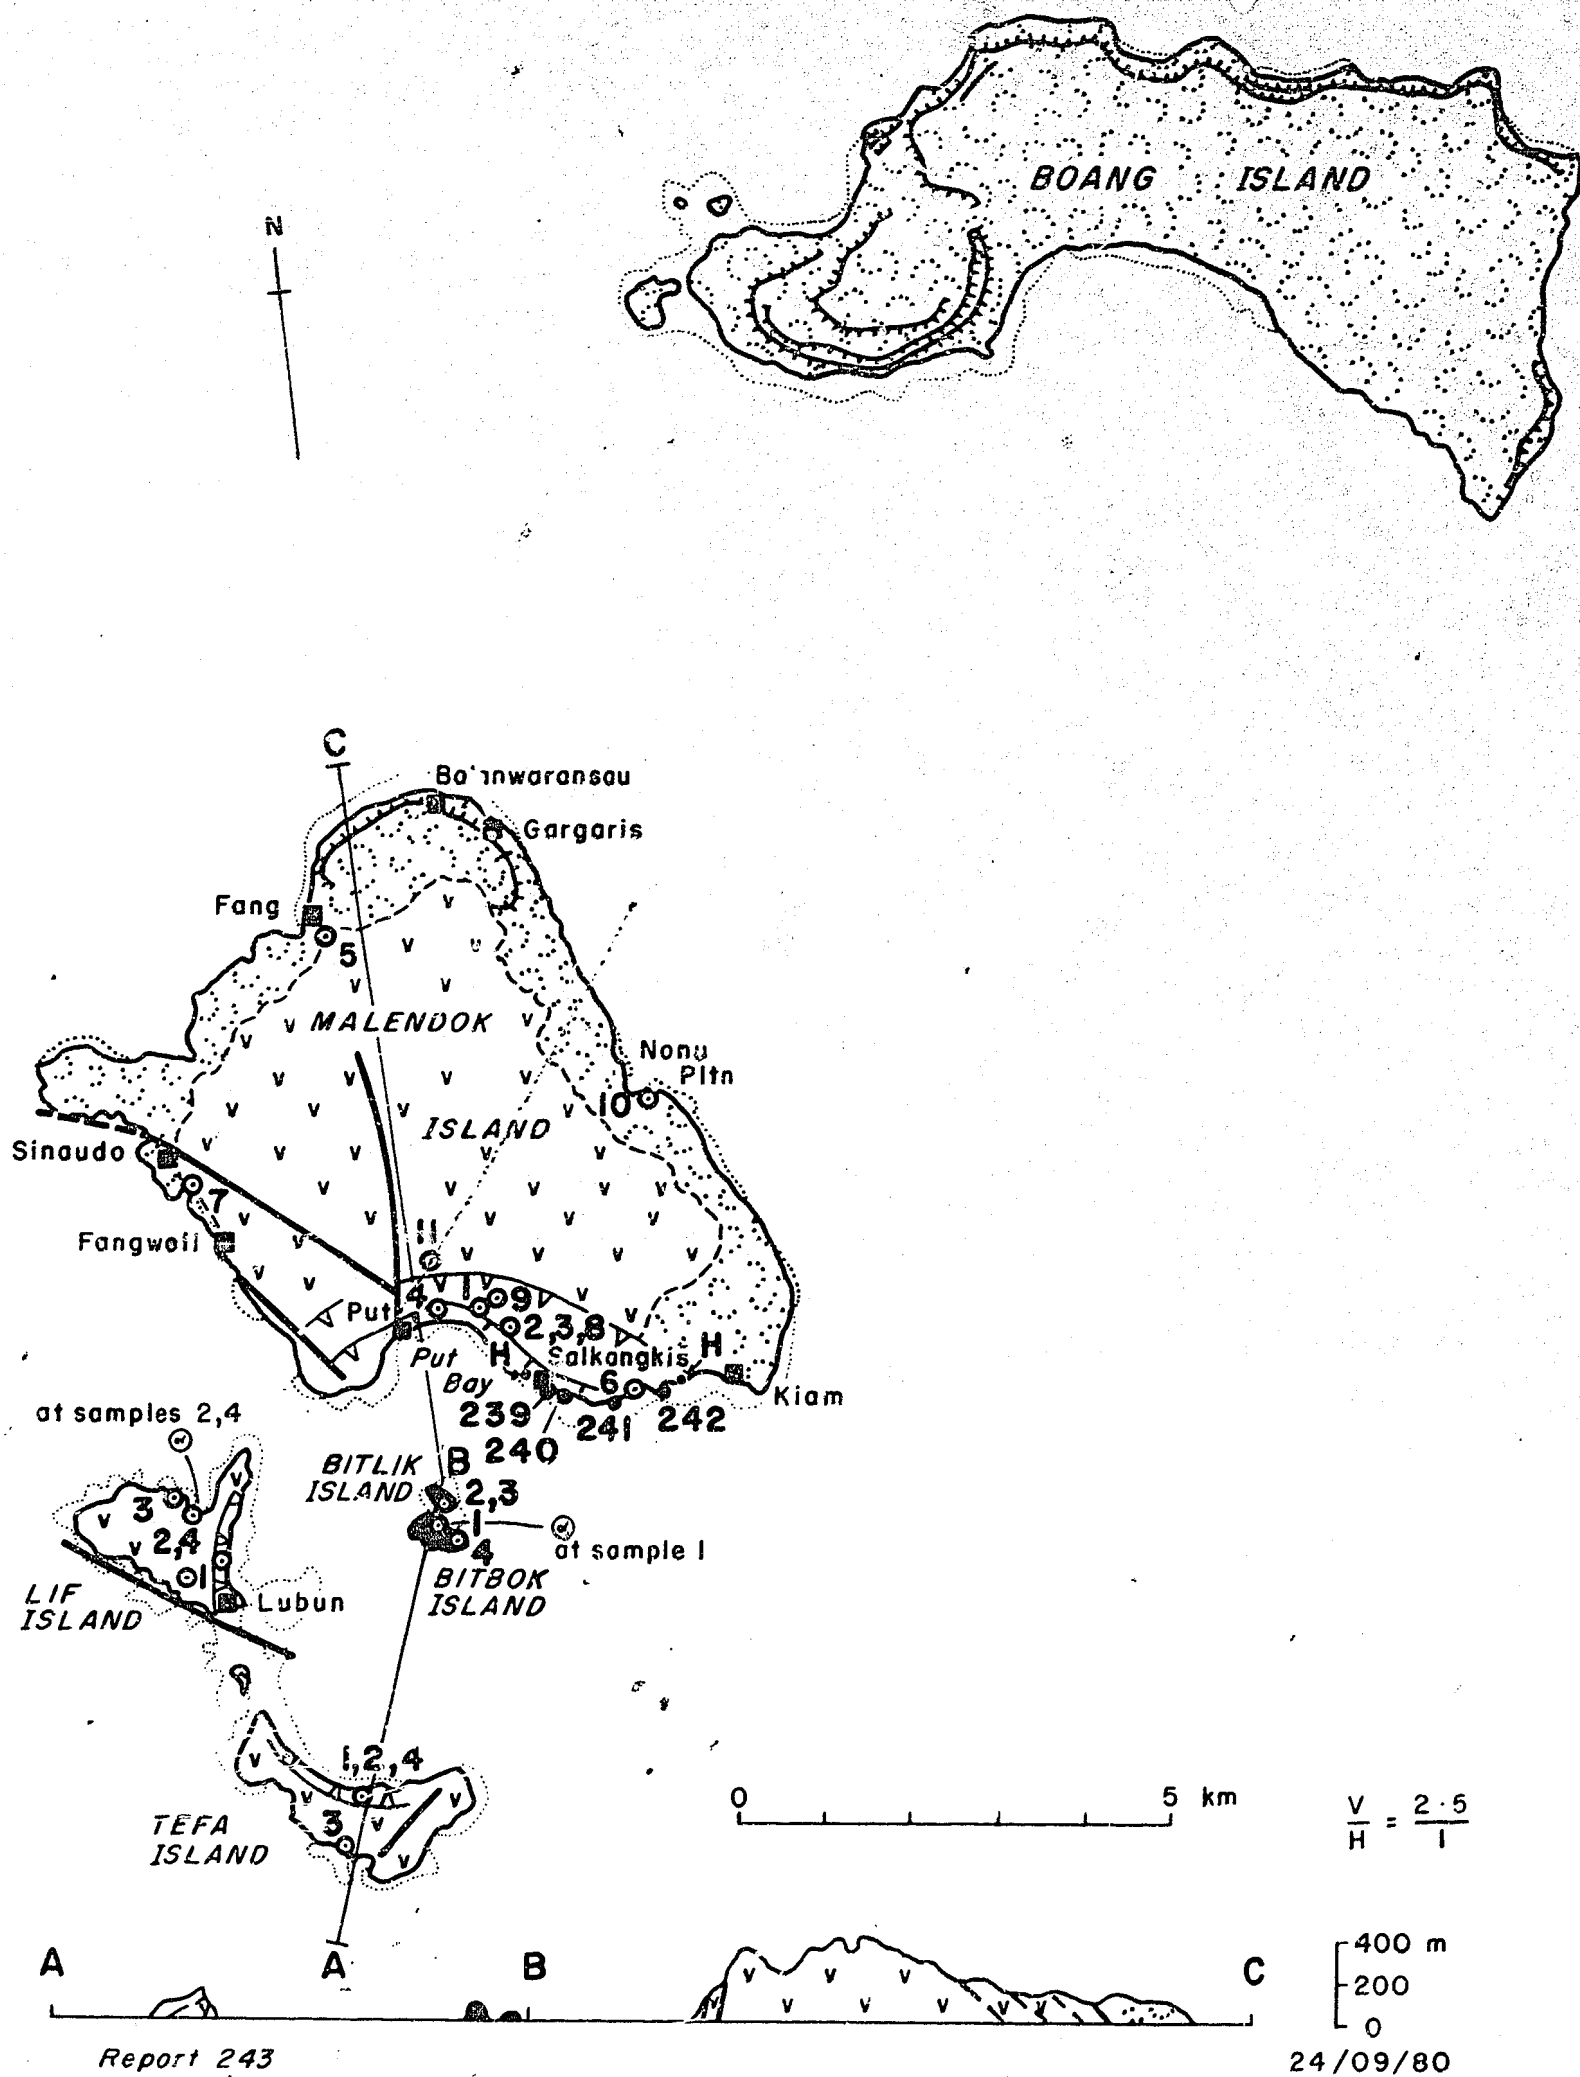 BOANG ISLAND
N
C
Gargaris
Fang
5
MALENDOK
ISLAND
Nonu
Pltn
10
Sinaudo
7
11
4
1
9
Put
2,3,8
H
Salkangkis
H
Put
Bay
6
Kiam
239
240
241
242
at samples 2,4
BITLIK
ISLAND
B
2,3
3
2,4
1
1
4
at sample 1
LIF
ISLAND
Lubun
BITBOK
ISLAND
1,2,4
3
TEFA
ISLAND
0 5 km
V/H = 2·5/1
A
A
B
C
400 m
200
0
Report 243
24/09/80